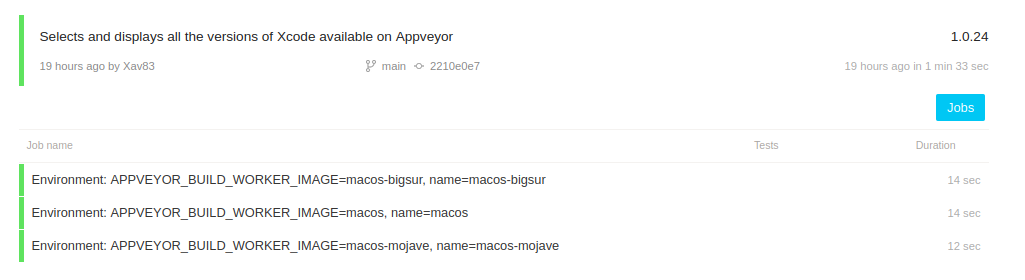 Selects and displays all the versions of Xcode available on Appveyor 1.0.24
19 hours ago by Xav83 main 2210e0e7 19 hours ago in 1 min 33 sec
Jobs
Job name Tests Duration
Environment: APPVEYOR_BUILD_WORKER_IMAGE=macos-bigsur, name=macos-bigsur 14 sec
Environment: APPVEYOR_BUILD_WORKER_IMAGE=macos, name=macos 14 sec
Environment: APPVEYOR_BUILD_WORKER_IMAGE=macos-mojave, name=macos-mojave 12 sec